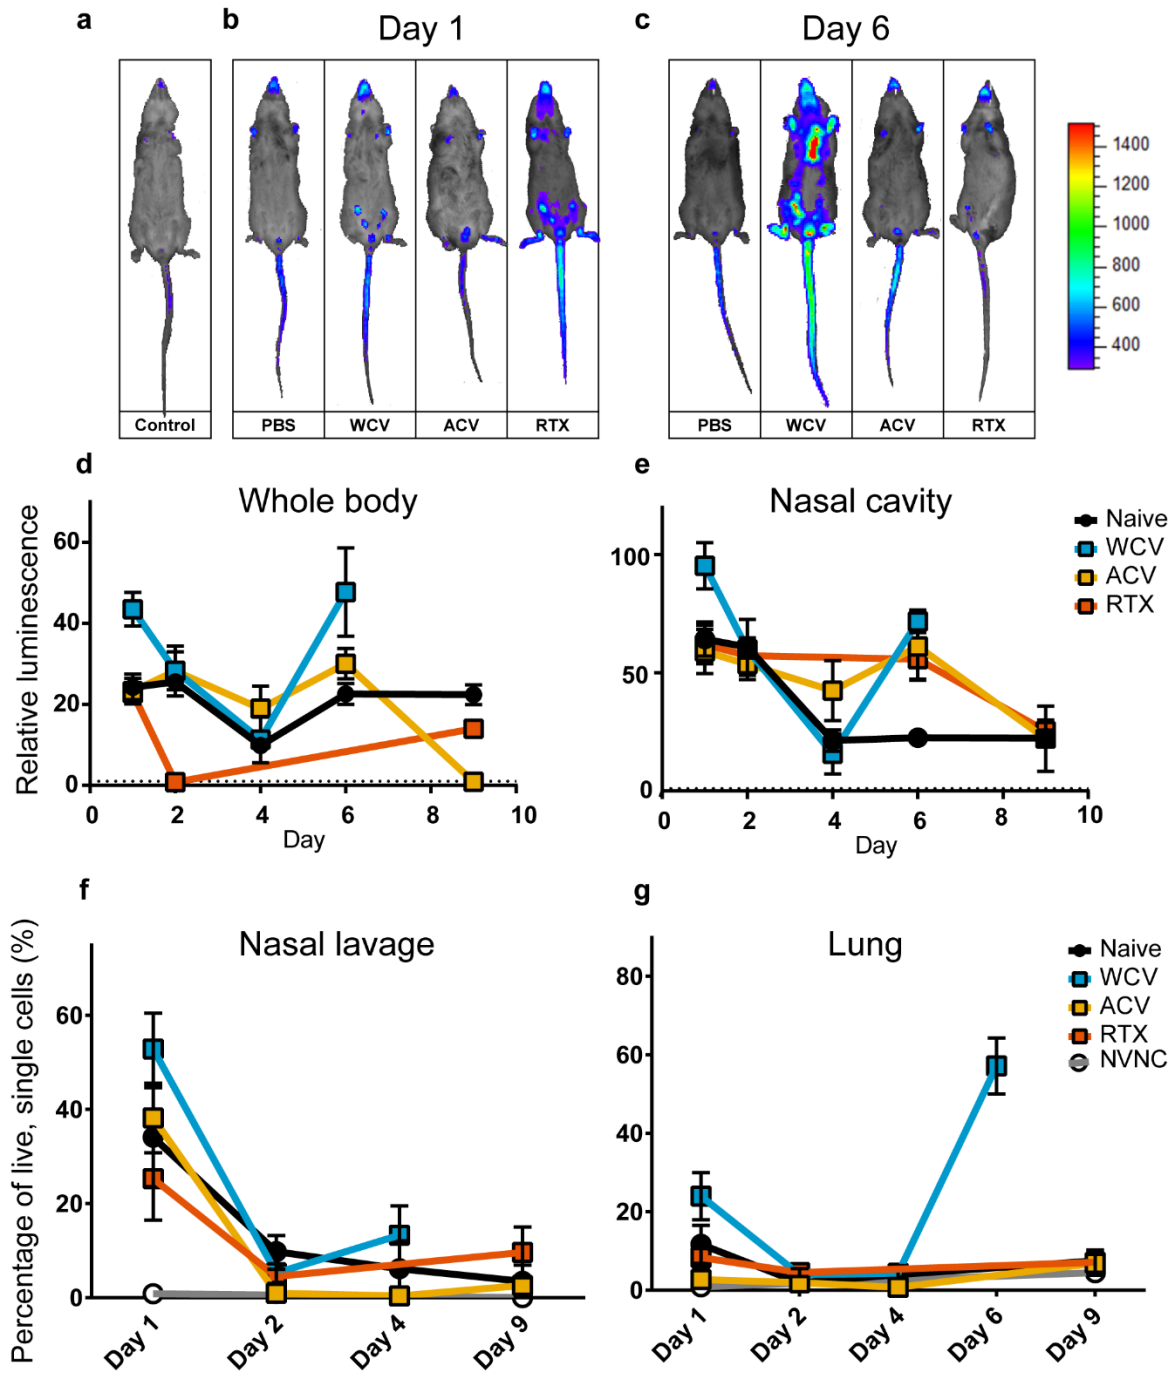 a
b
Day 1
c
Day 6
1400
1200
1000
800
600
400
Control
PBS
WCV
ACV
RTX
PBS
WCV
ACV
RTX
d
Whole body
Relative luminescence
60
40
20
0
0
2
4
6
8
10
Day
e
Nasal cavity
100
50
0
0
2
4
6
8
10
Day
Naive
WCV
ACV
RTX
f
Nasal lavage
Percentage of live, single cells (%)
60
40
20
0
Day 1
Day 2
Day 4
Day 9
g
Lung
80
60
40
20
0
Day 1
Day 2
Day 4
Day 6
Day 9
Naive
WCV
ACV
RTX
NVNC